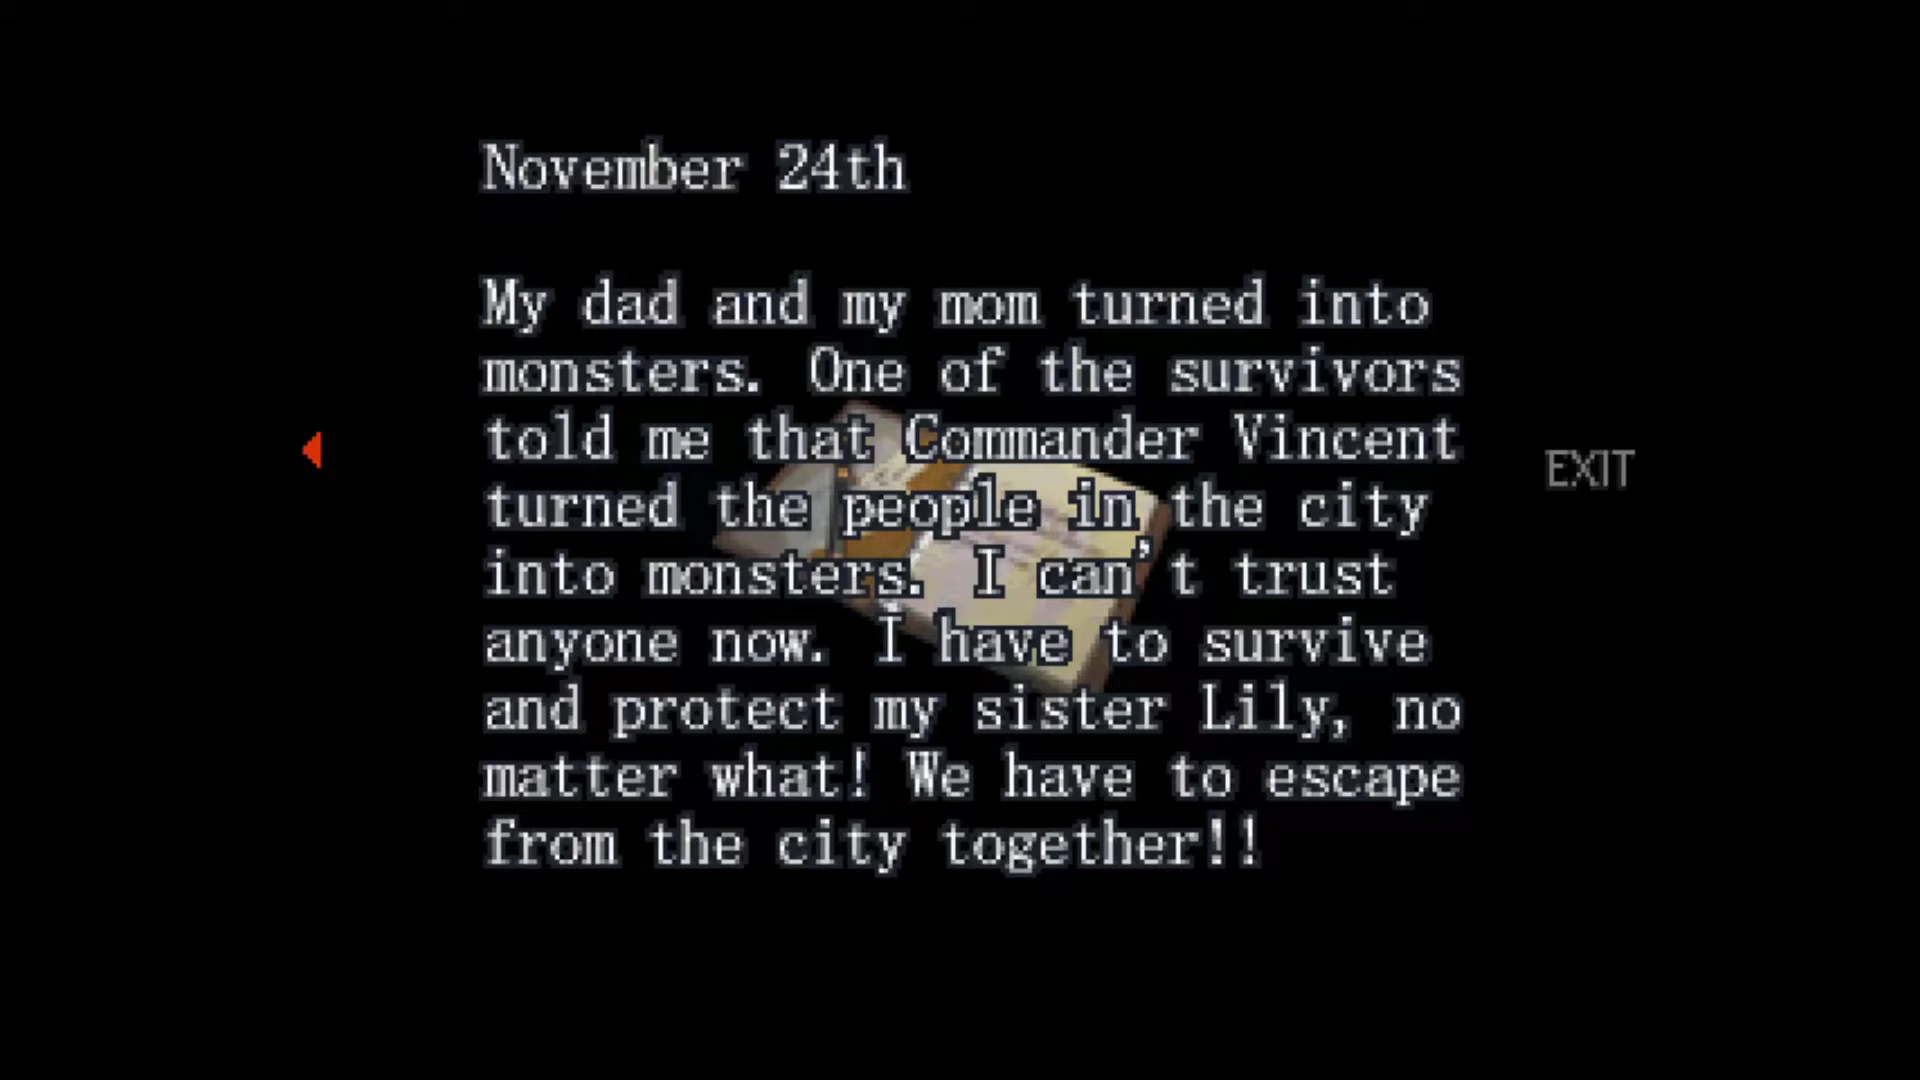 November 24th
My dad and my mom turned into
monsters. One of the survivors
told me that Commander Vincent
turned the people in the city
into monsters. I can't trust
anyone now. I have to survive
and protect my sister Lily, no
matter what! We have to escape
from the city together!!
EXIT